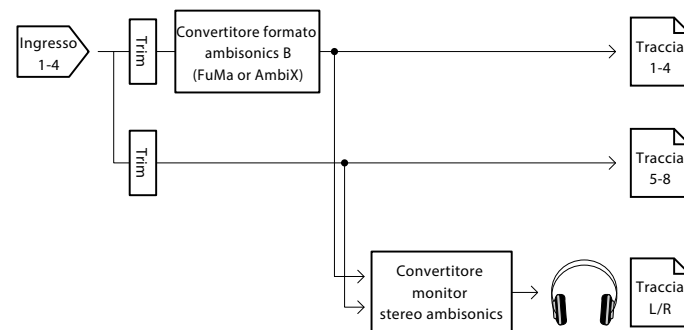 Ingresso
1-4
Trim
Convertitore formato
ambisonics B
(FuMa or AmbiX)
Traccia
1-4
Trim
Traccia
5-8
Convertitore
monitor
stereo ambisonics
Traccia
L/R